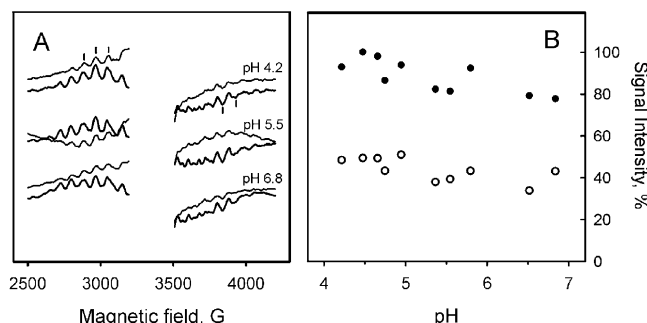 A
pH 4.2
pH 5.5
pH 6.8
2500 3000 3500 4000
Magnetic field, G
B
100
80
60
40
20
0
Signal Intensity, %
4 5 6 7
pH